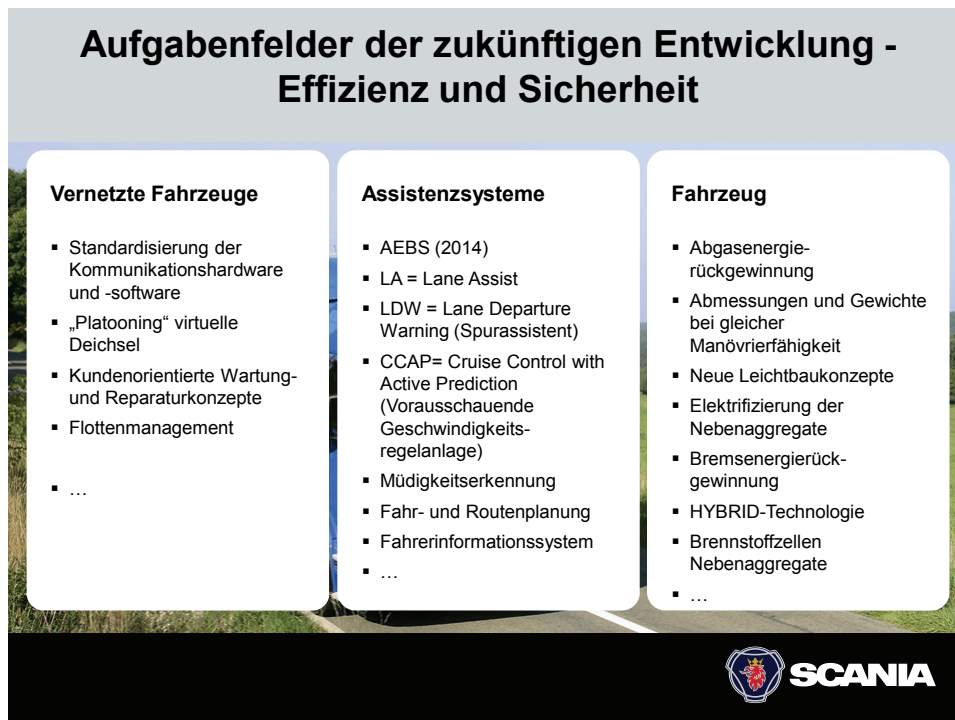 Aufgabenfelder der zukünftigen Entwicklung -
Effizienz und Sicherheit
Vernetzte Fahrzeuge
▪ Standardisierung der
Kommunikationshardware
und -software
▪ „Platooning“ virtuelle
Deichsel
▪ Kundenorientierte Wartung-
und Reparaturkonzepte
▪ Flottenmanagement
▪ …
Assistenzsysteme
▪ AEBS (2014)
▪ LA = Lane Assist
▪ LDW = Lane Departure
Warning (Spurassistent)
▪ CCAP= Cruise Control with
Active Prediction
(Vorausschauende
Geschwindigkeits-
regelanlage)
▪ Müdigkeitserkennung
▪ Fahr- und Routenplanung
▪ Fahrerinformationssystem
▪ …
Fahrzeug
▪ Abgasenergie-
rückgewinnung
▪ Abmessungen und Gewichte
bei gleicher
Manövrierfähigkeit
▪ Neue Leichtbaukonzepte
▪ Elektrifizierung der
Nebenaggregate
▪ Bremsenergierück-
gewinnung
▪ HYBRID-Technologie
▪ Brennstoffzellen
Nebenaggregate
▪ …
SCANIA